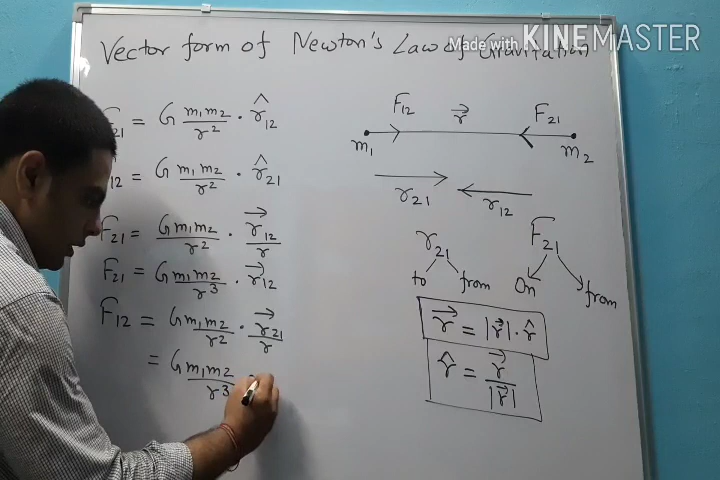 Vector form of Newton's Law of Gravitation
Made with KINEMASTER
F₂₁ = G m₁m₂/r² · r̂₁₂
F₁₂ = G m₁m₂/r² · r̂₂₁
F₂₁ = G m₁m₂/r² · r⃗₁₂/r
F₂₁ = G m₁m₂/r³ · r⃗₁₂
F₁₂ = G m₁m₂/r² · r⃗₂₁/r
= G m₁m₂/r³
F₁₂ r⃗ F₂₁
m₁ m₂
r₂₁ r₁₂
r₂₁ F₂₁
to from On from
r⃗ = |r⃗| · r̂
r̂ = r⃗/|r⃗|